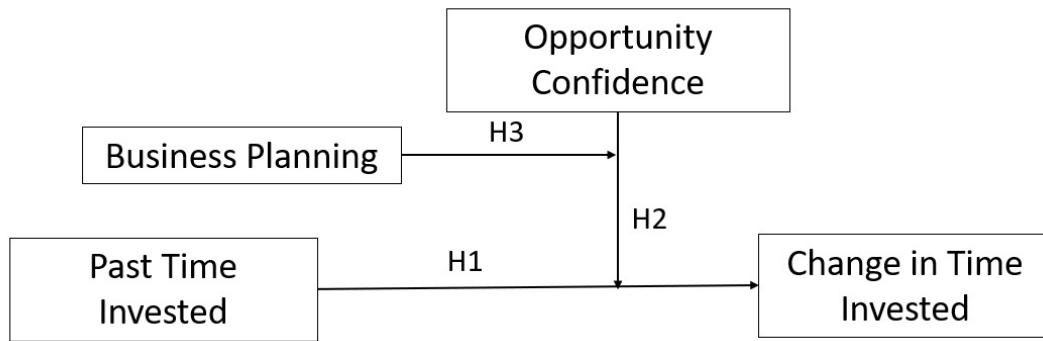 Opportunity
Confidence
H3
Business Planning
H2
Past Time
Invested
H1
Change in Time
Invested